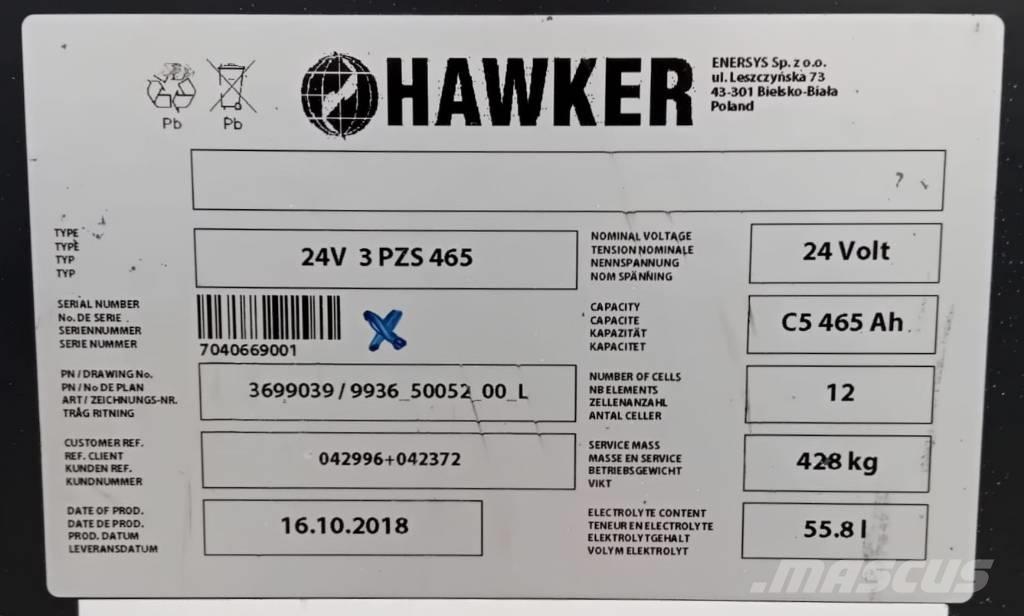 Pb
Pb
HAWKER
ENERSYS Sp. z o.o.
ul. Leszczyńska 73
43-301 Bielsko-Biała
Poland
TYPE
TYPE
TYP
TYP
24V 3 PZS 465
NOMINAL VOLTAGE
TENSION NOMINALE
NENNSPANNUNG
NOM SPÄNNING
24 Volt
SERIAL NUMBER
No. DE SERIE
SERIENNUMMER
SERIE NUMMER
7040669001
CAPACITY
CAPACITE
KAPAZITÄT
KAPACITET
C5 465 Ah
PN / DRAWING No.
PN / No DE PLAN
ART / ZEICHNUNGS-NR.
TRÅG RITNING
3699039 / 9936_50052_00_L
NUMBER OF CELLS
NB ELEMENTS
ZELLENANZAHL
ANTAL CELLER
12
CUSTOMER REF.
REF. CLIENT
KUNDEN REF.
KUNDNUMMER
042996+042372
SERVICE MASS
MASSE EN SERVICE
BETRIEBSGEWICHT
VIKT
428 kg
DATE OF PROD.
DATE DE PROD.
PROD. DATUM
LEVERANSDATUM
16.10.2018
ELECTROLYTE CONTENT
TENEUR EN ELECTROLYTE
ELEKTROLYTGEHALT
VOLYM ELEKTROLYT
55.8 l
MASCUS